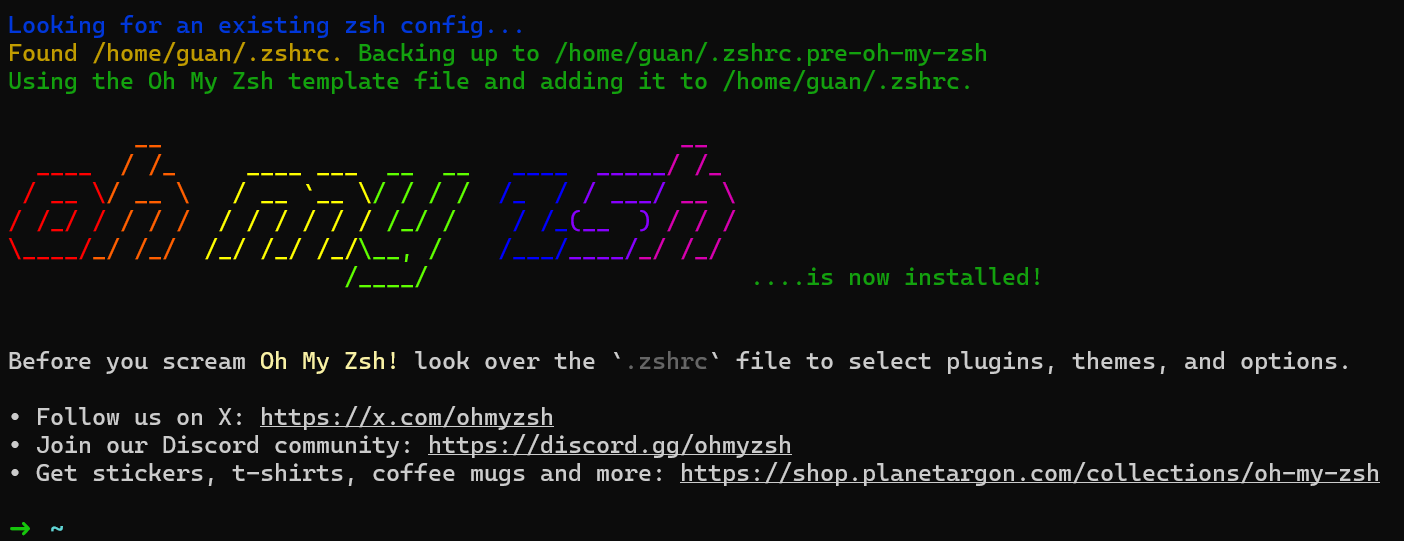 Looking for an existing zsh config...
Found /home/guan/.zshrc. Backing up to /home/guan/.zshrc.pre-oh-my-zsh
Using the Oh My Zsh template file and adding it to /home/guan/.zshrc.
oh my zsh
....is now installed!
Before you scream Oh My Zsh! look over the `.zshrc` file to select plugins, themes, and options.
• Follow us on X: https://x.com/ohmyzsh
• Join our Discord community: https://discord.gg/ohmyzsh
• Get stickers, t-shirts, coffee mugs and more: https://shop.planetargon.com/collections/oh-my-zsh
➜ ~